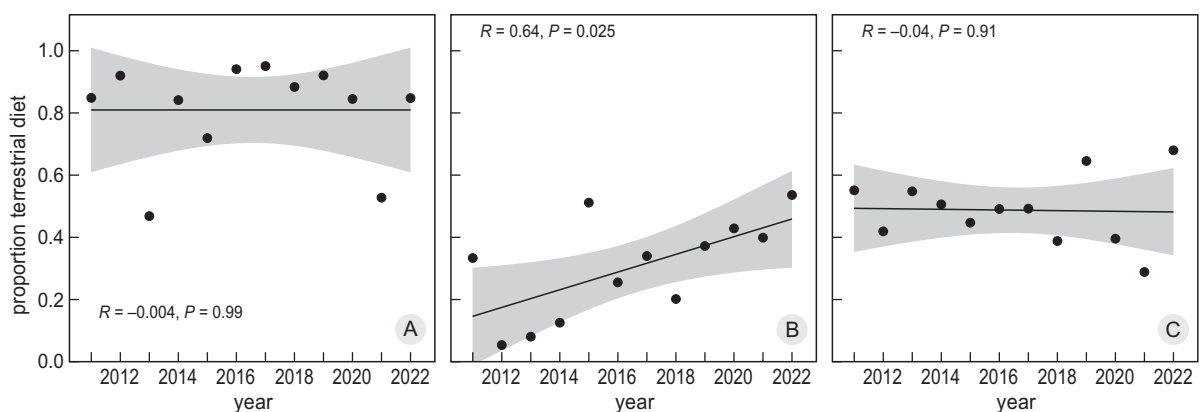 R = 0.64, P = 0.025
R = –0.04, P = 0.91
1.0
0.8
0.6
0.4
0.2
0.0
proportion terrestrial diet
R = –0.004, P = 0.99
A
B
C
2012 2014 2016 2018 2020 2022
2012 2014 2016 2018 2020 2022
2012 2014 2016 2018 2020 2022
year
year
year